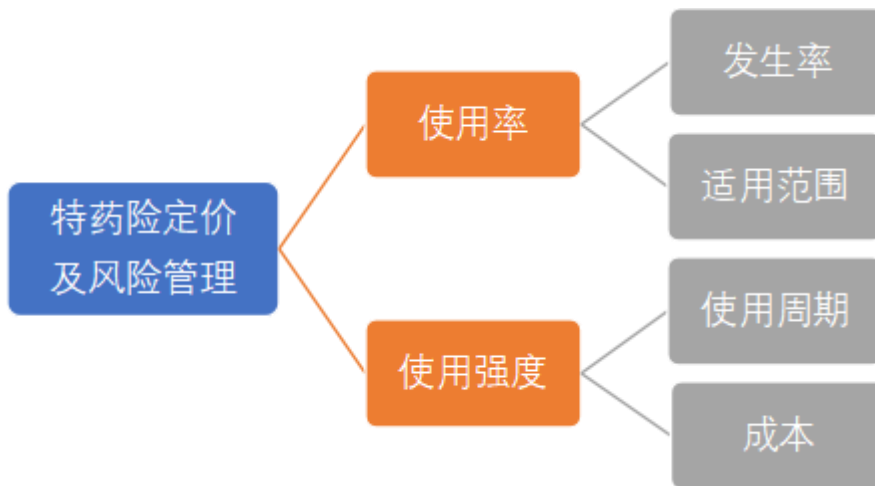 特药险定价
及风险管理
使用率
使用强度
发生率
适用范围
使用周期
成本